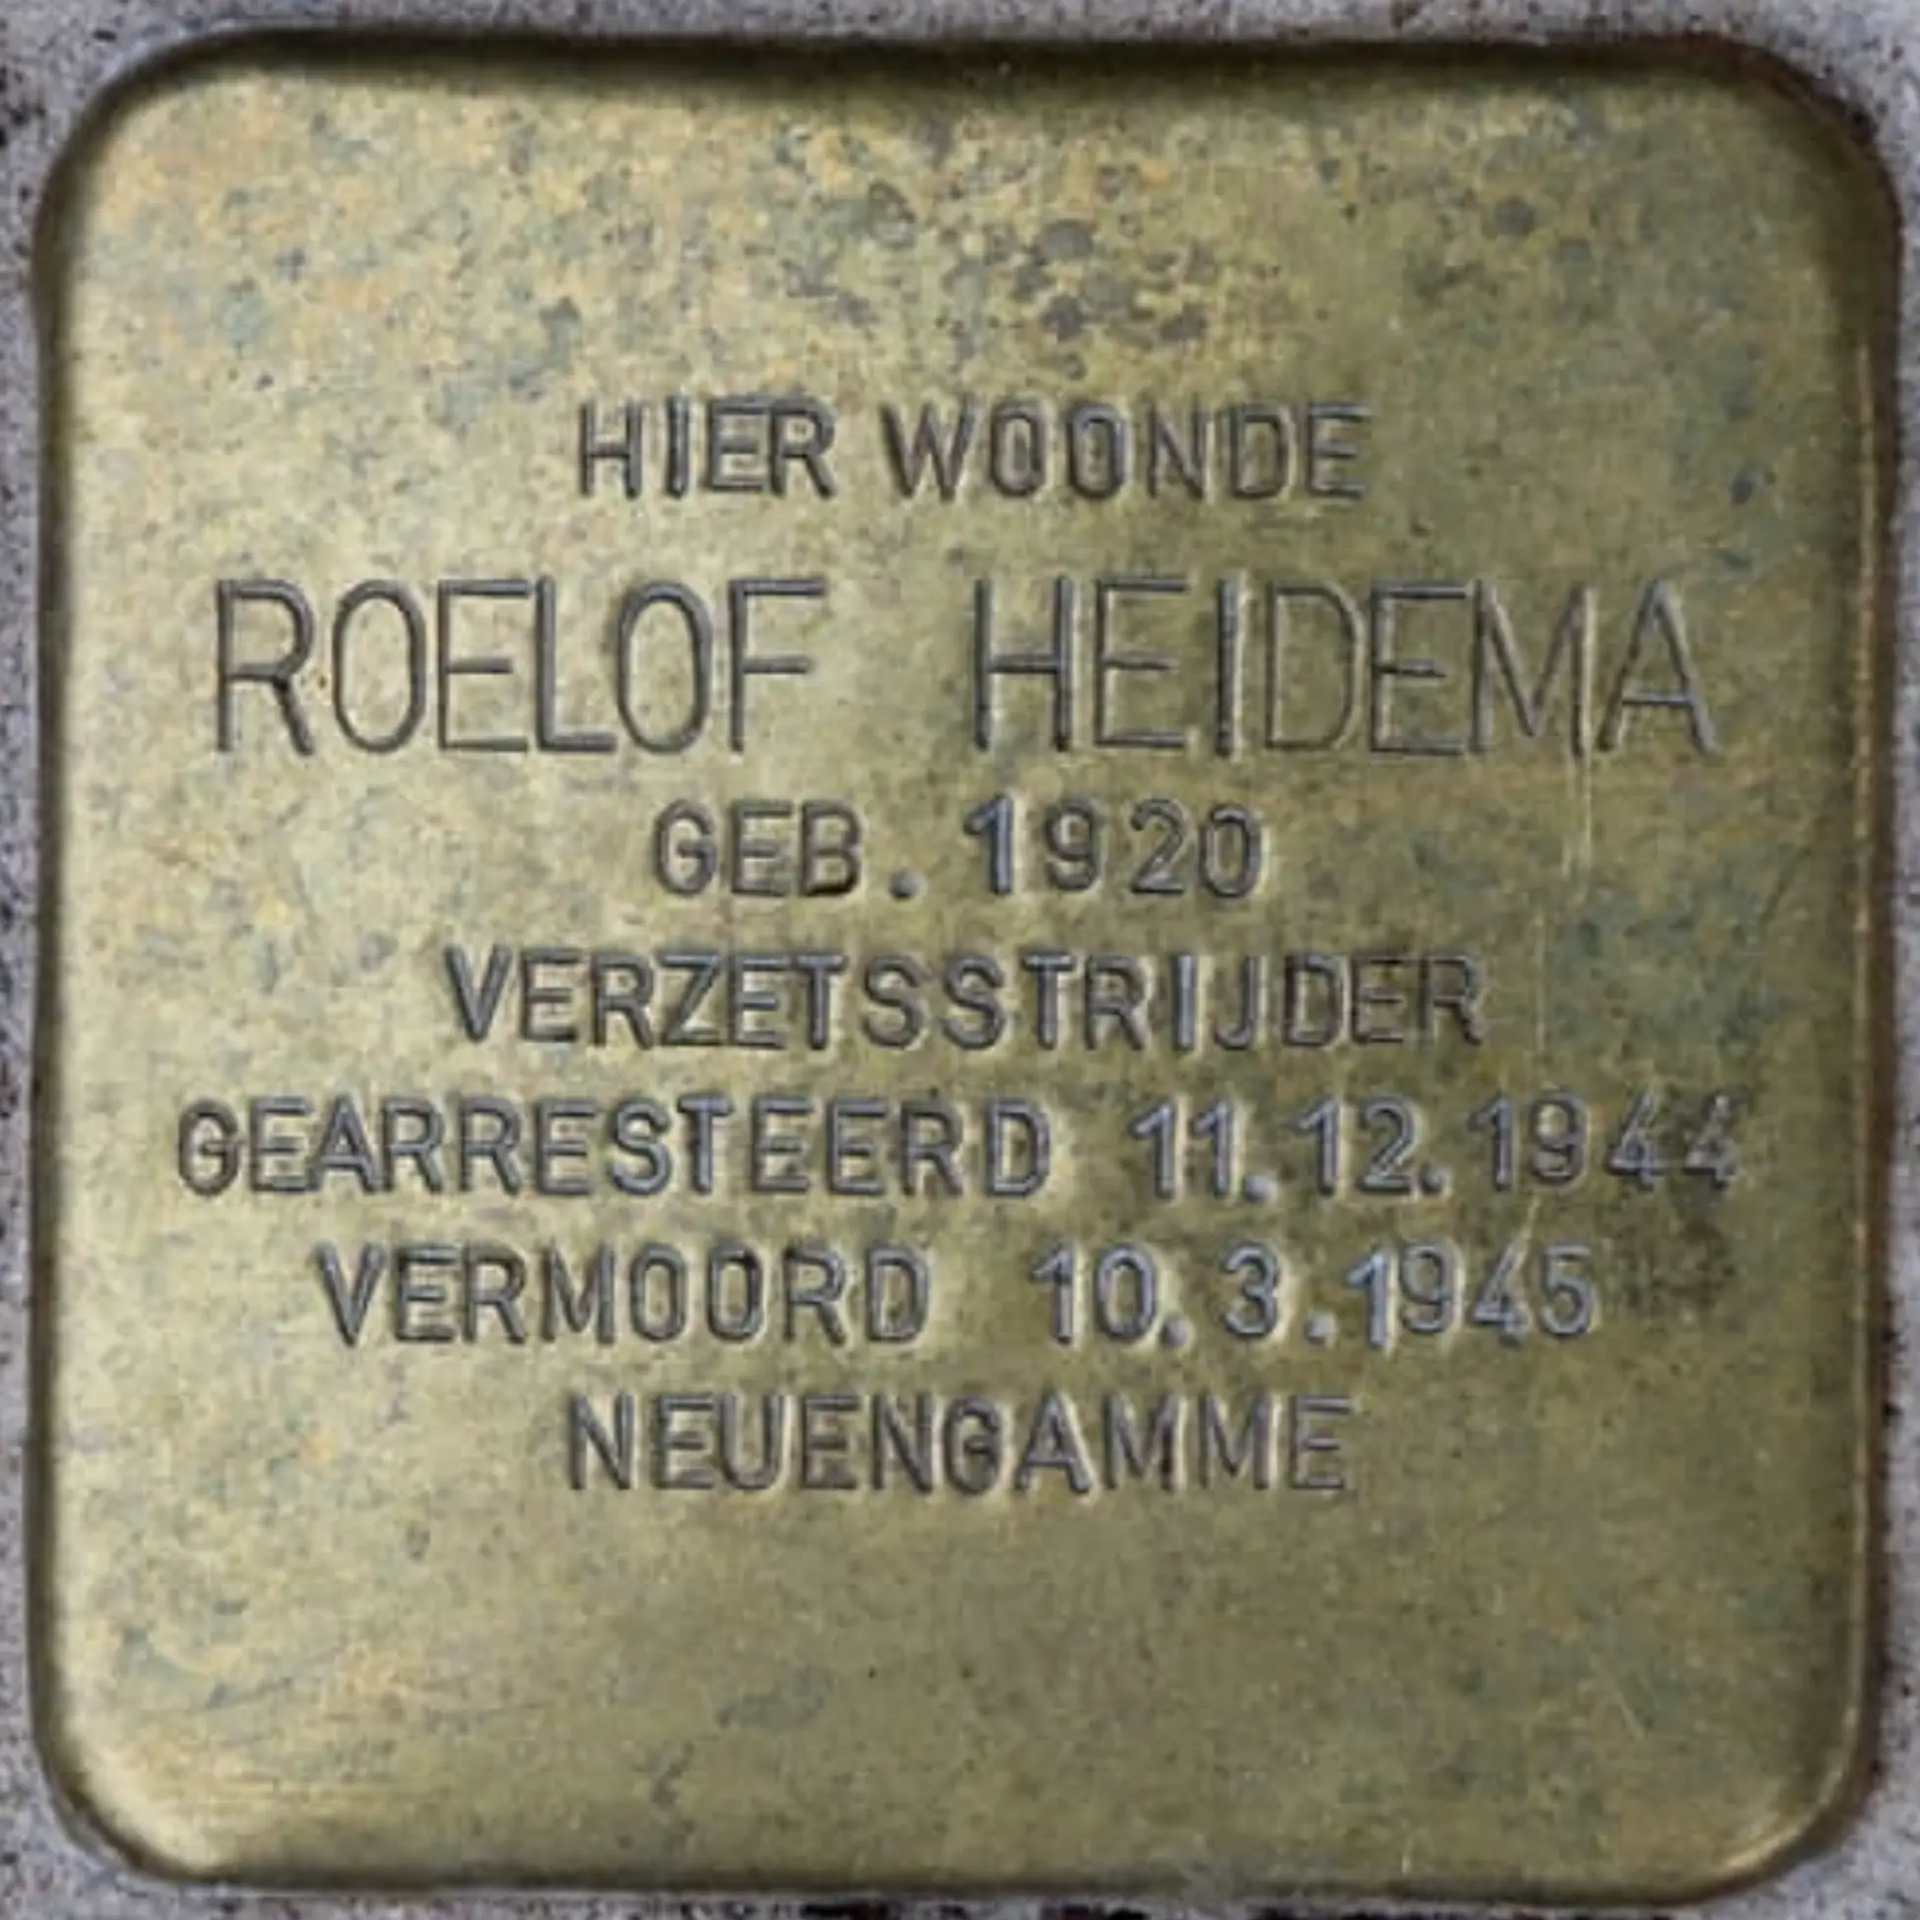 HIER WOONDE
ROELOF HEIDEMA
GEB. 1920
VERZETSSTRIJDER
GEARRESTEERD 11.12.1944
VERMOORD 10.3.1945
NEUENGAMME